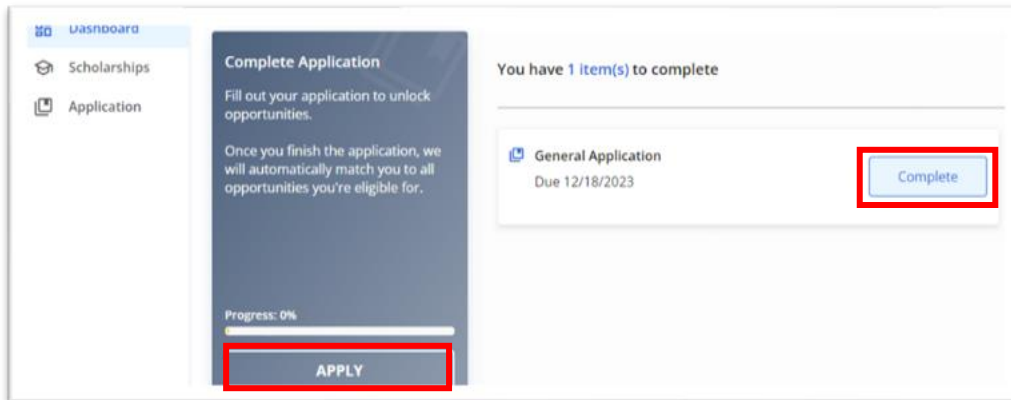 Dashboard
Scholarships
Application
Complete Application
Fill out your application to unlock
opportunities.
Once you finish the application, we
will automatically match you to all
opportunities you're eligible for.
Progress: 0%
APPLY
You have 1 item(s) to complete
General Application
Due 12/18/2023
Complete